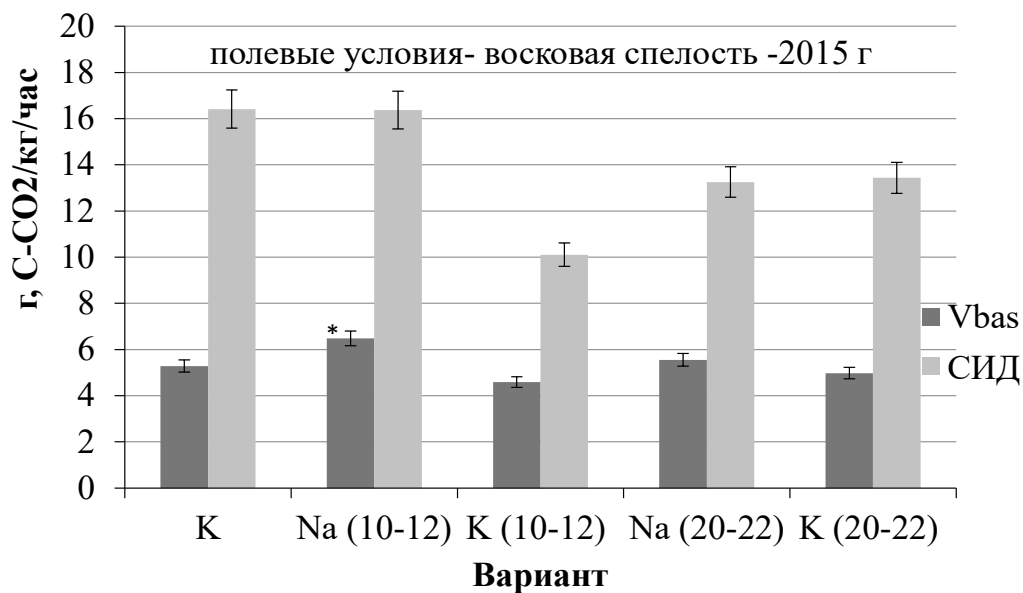 полевые условия- восковая спелость -2015 г
г, С-СО2/кг/час
20
18
16
14
12
10
8
6
4
2
0
*
Vbas
СИД
K
Na (10-12)
K (10-12)
Na (20-22)
K (20-22)
Вариант